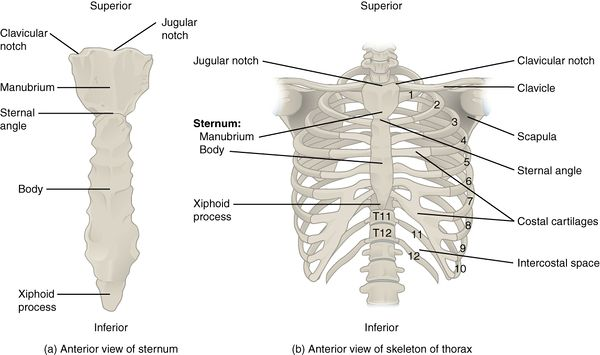 Superior
Clavicular
notch
Jugular
notch
Manubrium
Sternal
angle
Body
Xiphoid
process
Inferior
(a) Anterior view of sternum
Superior
Jugular notch
Clavicular notch
Clavicle
1
2
3
Sternum:
Manubrium
Body
Scapula
4
5
Sternal angle
6
Xiphoid
process
7
T11
Costal cartilages
8
T12
11
9
12
Intercostal space
10
Inferior
(b) Anterior view of skeleton of thorax